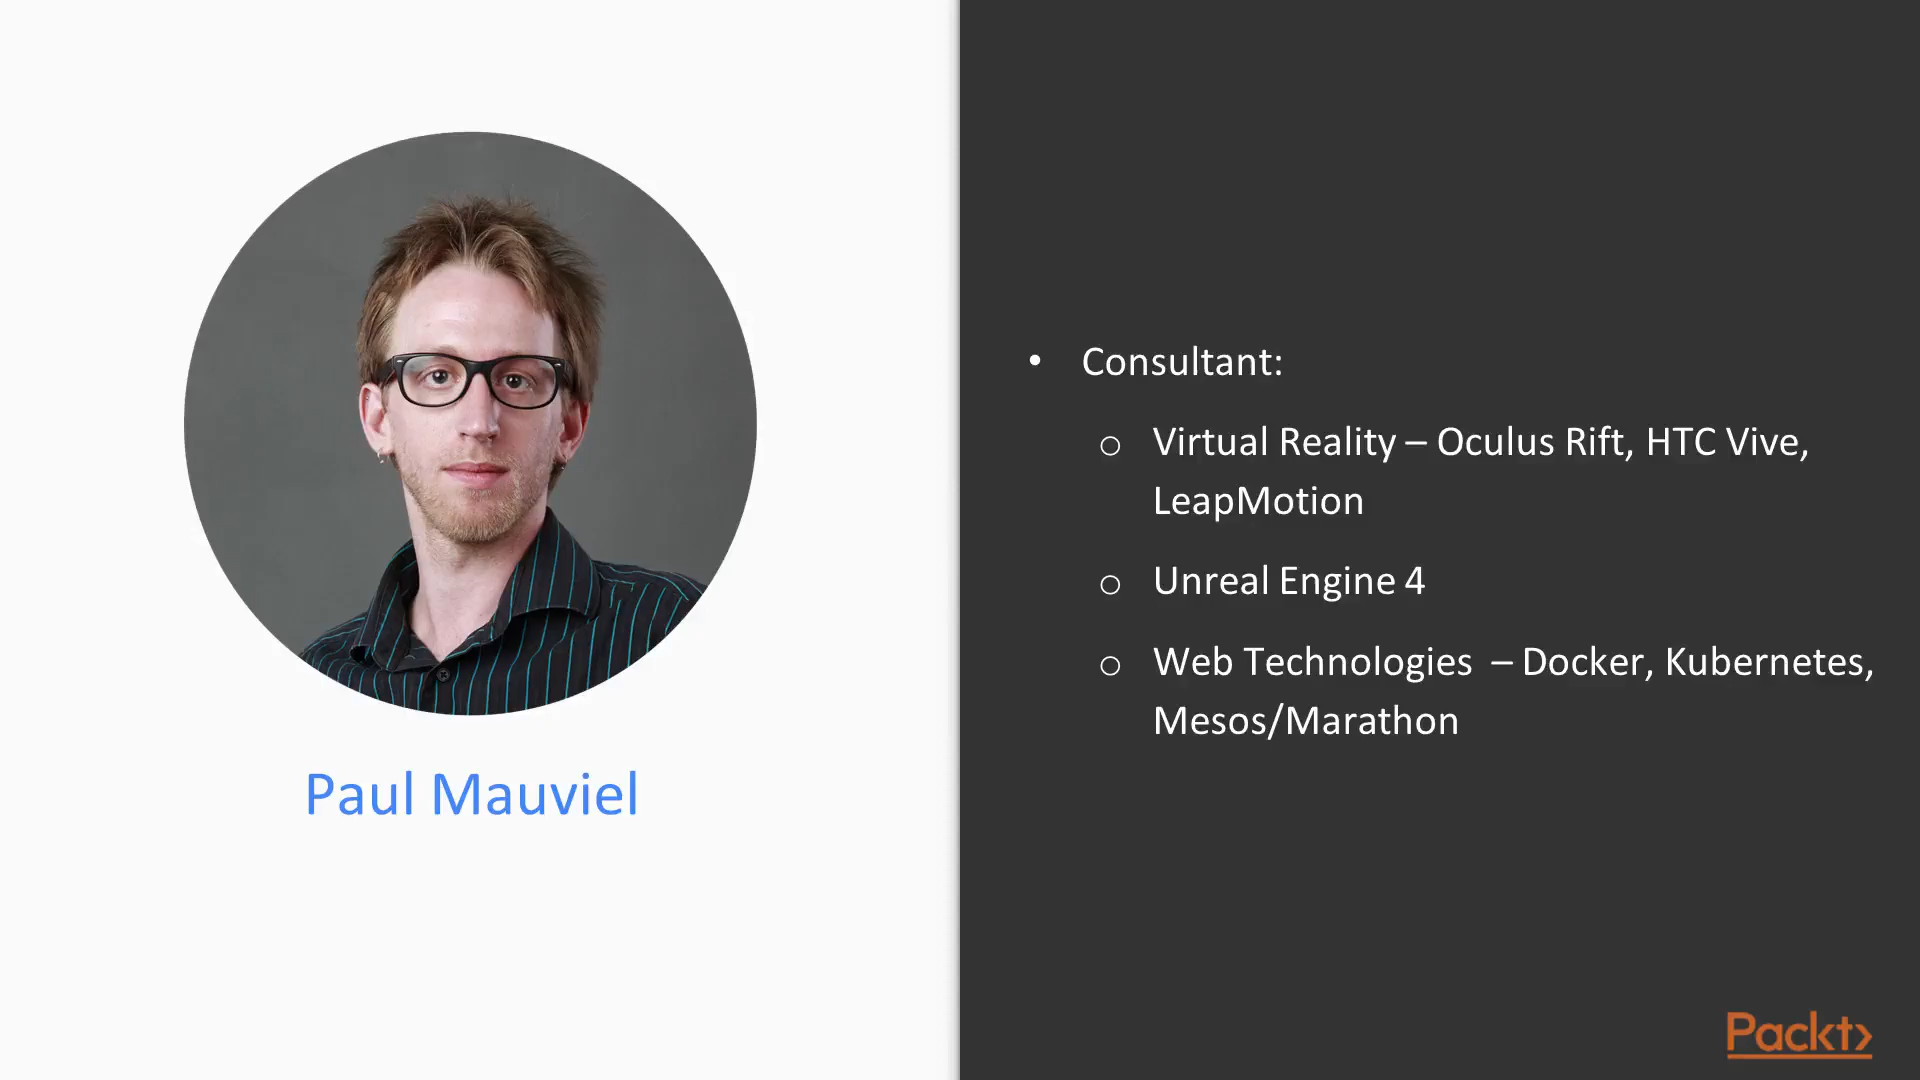 Paul Mauviel
• Consultant:
o Virtual Reality – Oculus Rift, HTC Vive,
LeapMotion
o Unreal Engine 4
o Web Technologies – Docker, Kubernetes,
Mesos/Marathon
Packt>